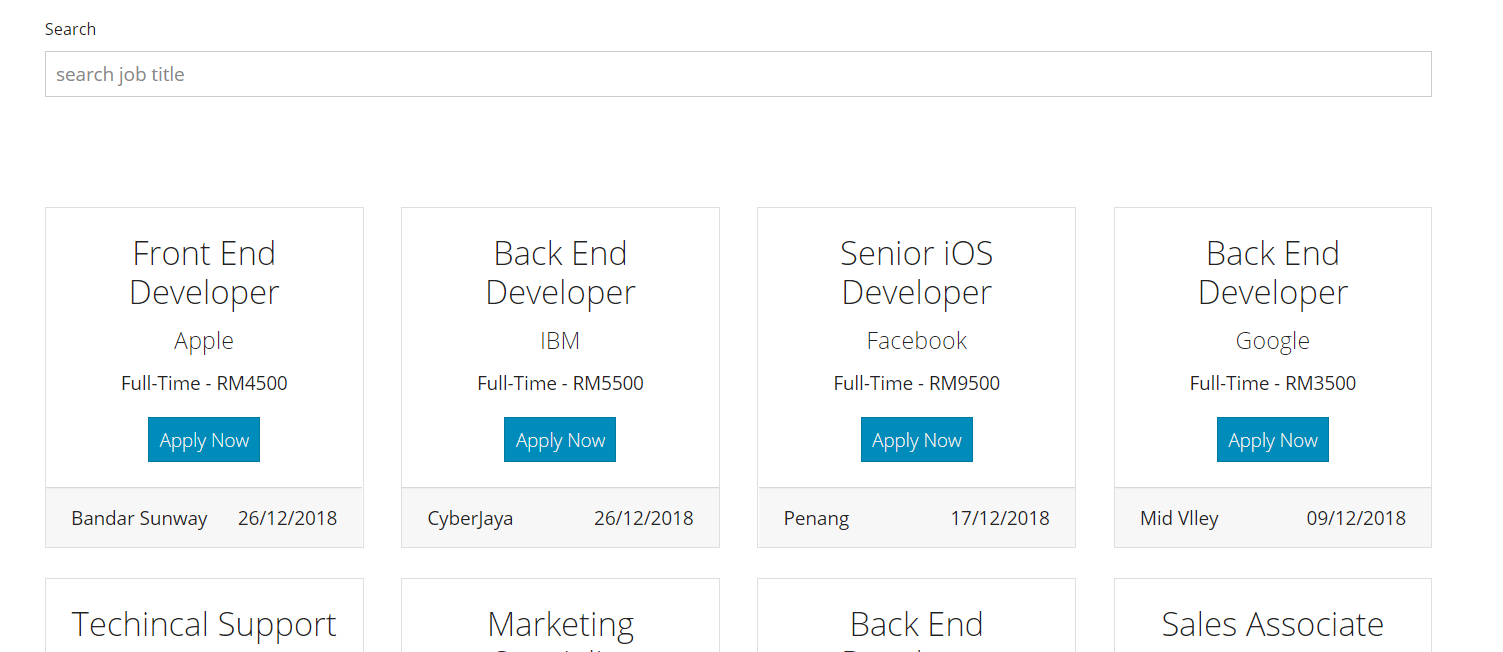 Search
search job title
Front End
Developer
Apple
Full-Time - RM4500
Apply Now
Bandar Sunway 26/12/2018
Back End
Developer
IBM
Full-Time - RM5500
Apply Now
CyberJaya 26/12/2018
Senior iOS
Developer
Facebook
Full-Time - RM9500
Apply Now
Penang 17/12/2018
Back End
Developer
Google
Full-Time - RM3500
Apply Now
Mid Vlley 09/12/2018
Techincal Support
Marketing
Back End
Sales Associate